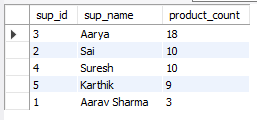 sup_id sup_name product_count
3 Aarya 18
2 Sai 10
4 Suresh 10
5 Karthik 9
1 Aarav Sharma 3